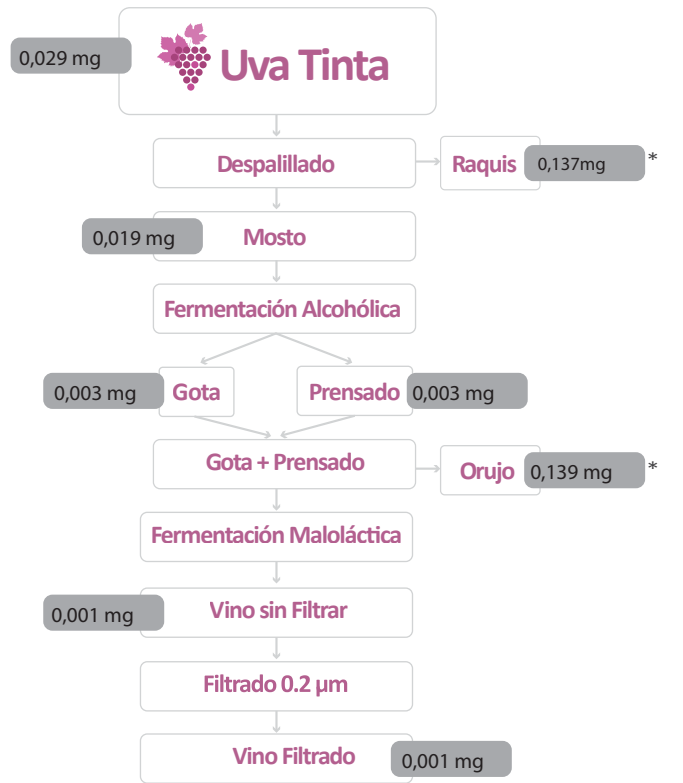 0,029 mg
Uva Tinta
Despalillado
Raquis
0,137mg
*
0,019 mg
Mosto
Fermentación Alcohólica
0,003 mg
Gota
Prensado
0,003 mg
Gota + Prensado
Orujo
0,139 mg
*
Fermentación Maloláctica
0,001 mg
Vino sin Filtrar
Filtrado 0.2 µm
Vino Filtrado
0,001 mg